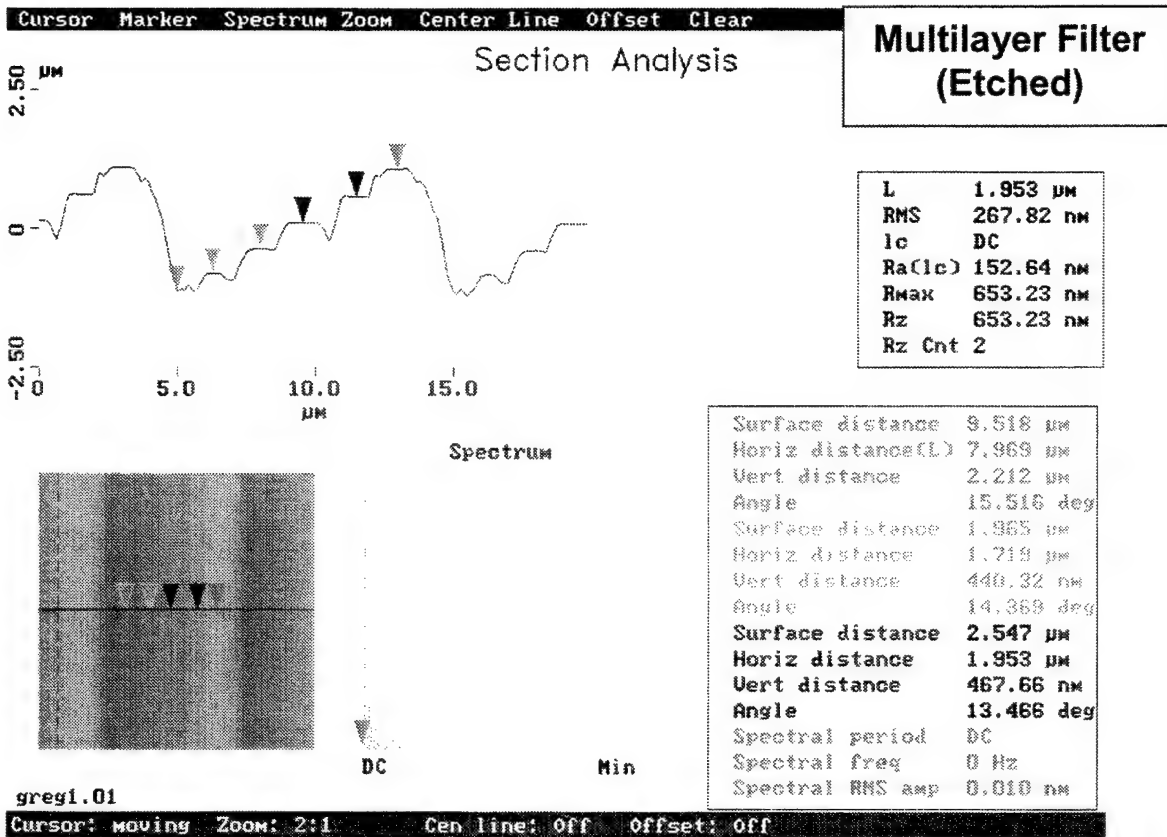 Cursor Marker Spectrum Zoom Center Line Offset Clear
Multilayer Filter
(Etched)
Section Analysis
µm
2.50
0
-2.50
0 5.0 10.0 15.0
µm
L 1.953 µm
RMS 267.82 nm
lc DC
Ra(lc) 152.64 nm
Rmax 653.23 nm
Rz 653.23 nm
Rz Cnt 2
Spectrum
DC Min
Surface distance 9.518 µm
Horiz distance(L) 7.969 µm
Vert distance 2.212 µm
Angle 15.516 deg
Surface distance 1.965 µm
Horiz distance 1.719 µm
Vert distance 440.32 nm
Angle 14.369 deg
Surface distance 2.547 µm
Horiz distance 1.953 µm
Vert distance 467.66 nm
Angle 13.466 deg
Spectral period DC
Spectral freq 0 Hz
Spectral RMS amp 0.010 nm
greg1.01
Cursor: moving Zoom: 2:1 Cen line: Off Offset: Off